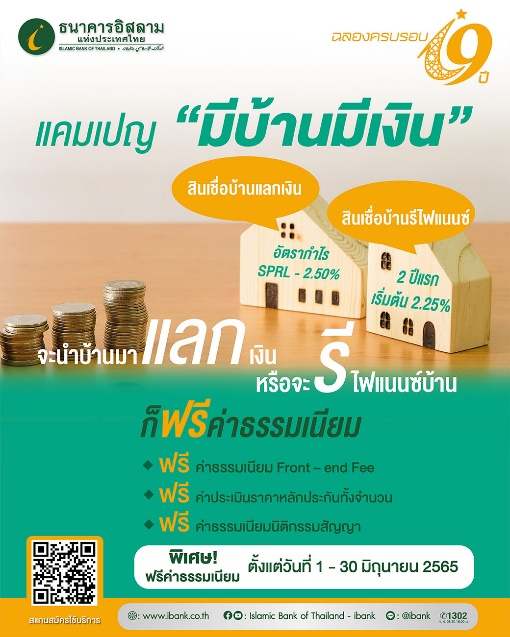 ธนาคารอิสลาม
แห่งประเทศไทย
ISLAMIC BANK OF THAILAND
ฉลองครบรอบ
19
ปี
แคมเปญ “มีบ้านมีเงิน”
สินเชื่อบ้านแลกเงิน
สินเชื่อบ้านรีไฟแนนซ์
อัตรากำไร
SPRL - 2.50%
2 ปีแรก
เริ่มต้น 2.25%
จะนำบ้านมา แลก เงิน
หรือจะ รี ไฟแนนซ์บ้าน
ก็ฟรีค่าธรรมเนียม
ฟรี ค่าธรรมเนียม Front – end Fee
ฟรี ค่าประเมินราคาหลักประกันทั้งจำนวน
ฟรี ค่าธรรมเนียมนิติกรรมสัญญา
พิเศษ!
ฟรีค่าธรรมเนียม
ตั้งแต่วันที่ 1 - 30 มิถุนายน 2565
สแกนสมัครใช้บริการ
: www.ibank.co.th
: Islamic Bank of Thailand - ibank
: @ibank
1302